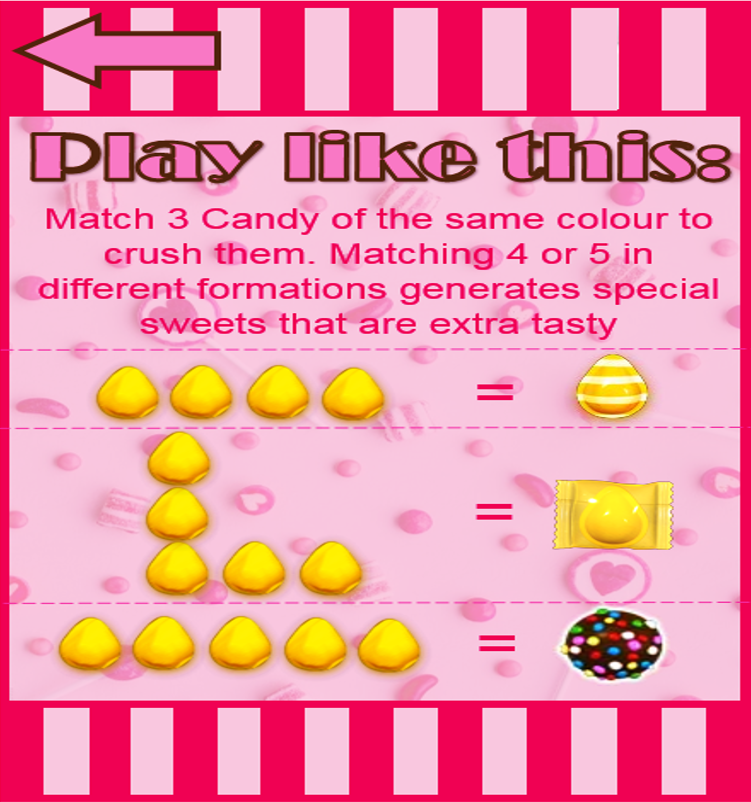 Play like this:
Match 3 Candy of the same colour to
crush them. Matching 4 or 5 in
different formations generates special
sweets that are extra tasty
=
=
=